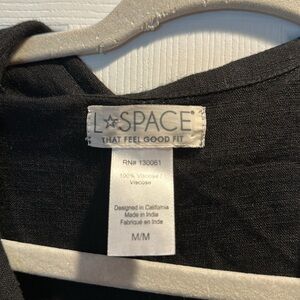 L☆SPACE®
THAT FEEL GOOD FIT
RN# 130061
100% Viscose /
Viscose
Designed in California
Made in India
Fabriqué en Inde
M/M